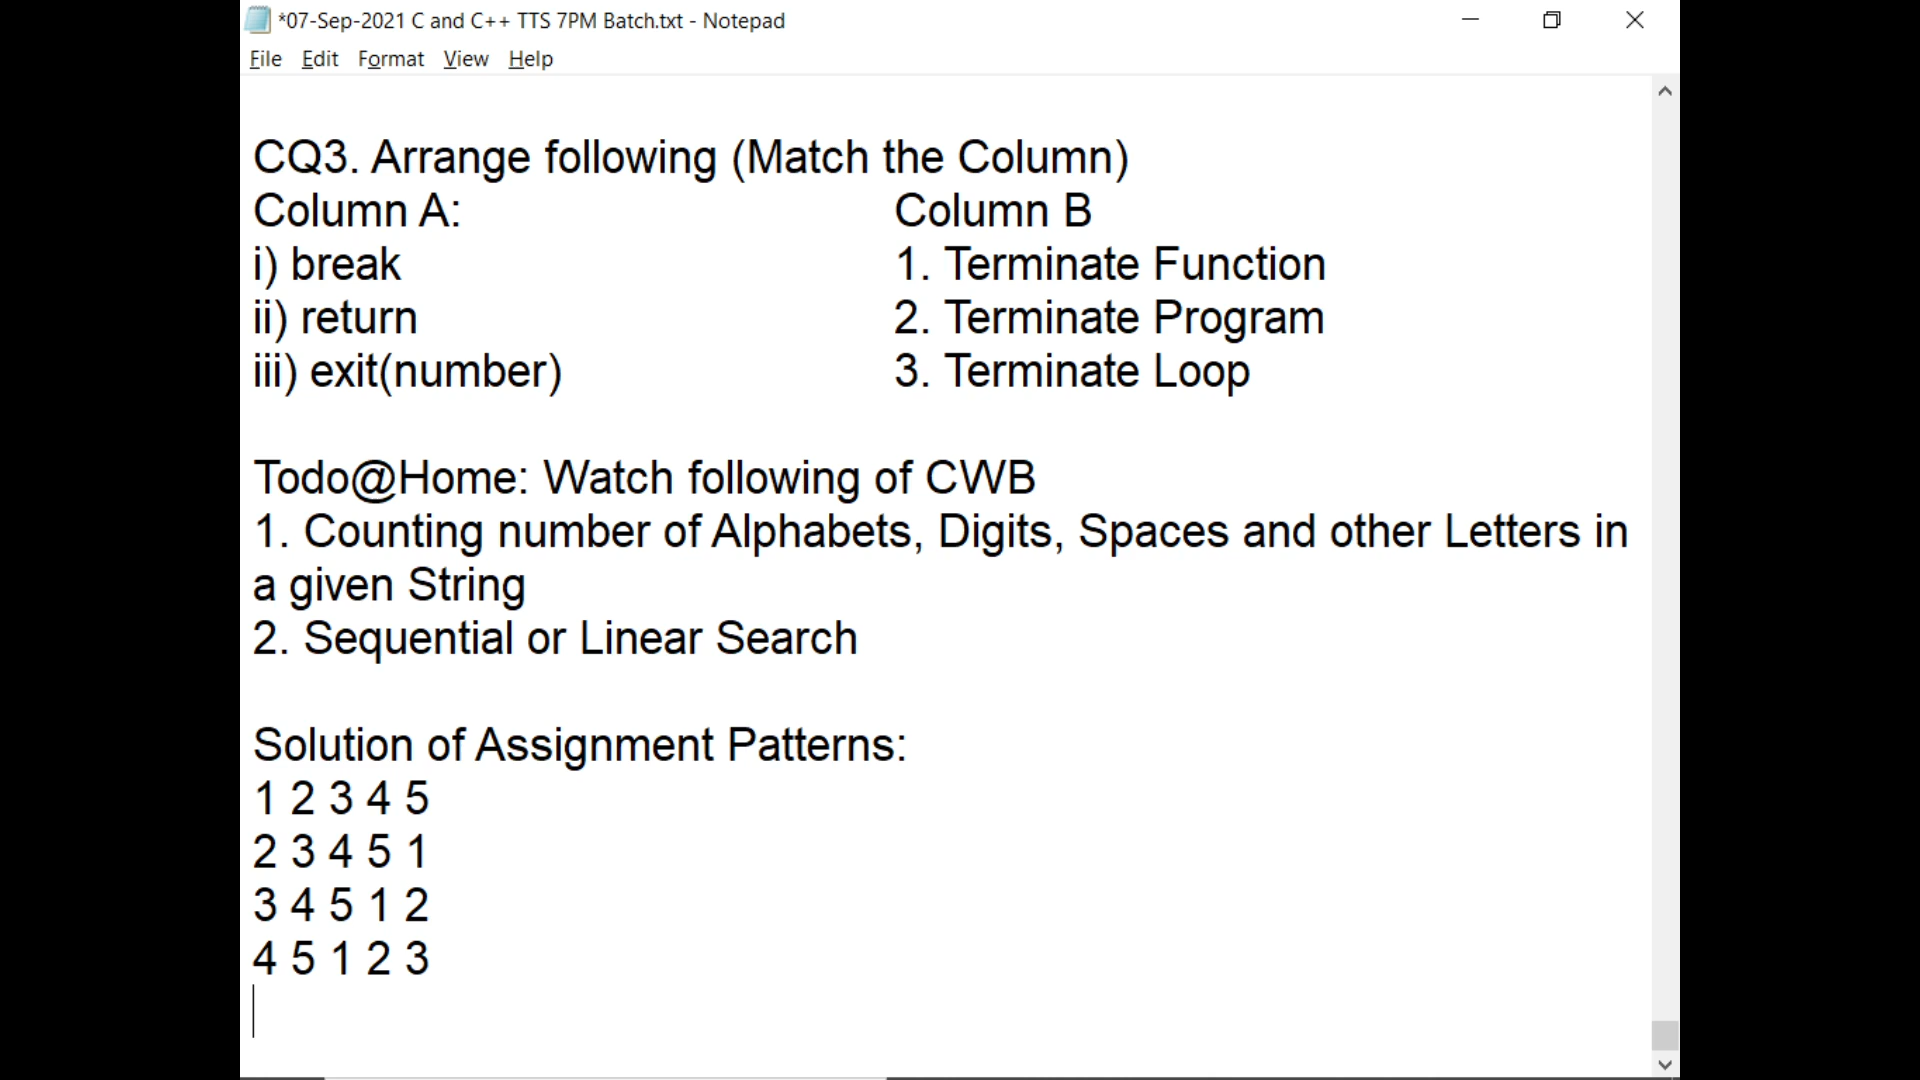 *07-Sep-2021 C and C++ TTS 7PM Batch.txt - Notepad
File Edit Format View Help
CQ3. Arrange following (Match the Column)
Column A: Column B
i) break 1. Terminate Function
ii) return 2. Terminate Program
iii) exit(number) 3. Terminate Loop
Todo@Home: Watch following of CWB
1. Counting number of Alphabets, Digits, Spaces and other Letters in
a given String
2. Sequential or Linear Search
Solution of Assignment Patterns:
1 2 3 4 5
2 3 4 5 1
3 4 5 1 2
4 5 1 2 3